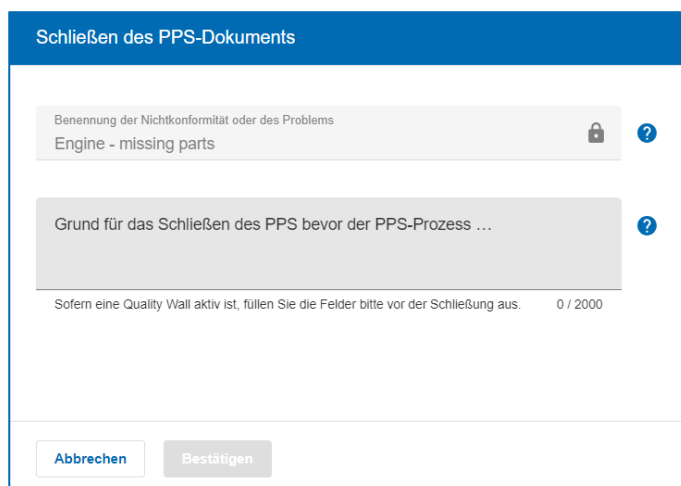 Schließen des PPS-Dokuments
Benennung der Nichtkonformität oder des Problems
Engine - missing parts
Grund für das Schließen des PPS bevor der PPS-Prozess …
Sofern eine Quality Wall aktiv ist, füllen Sie die Felder bitte vor der Schließung aus. 0 / 2000
Abbrechen Bestätigen